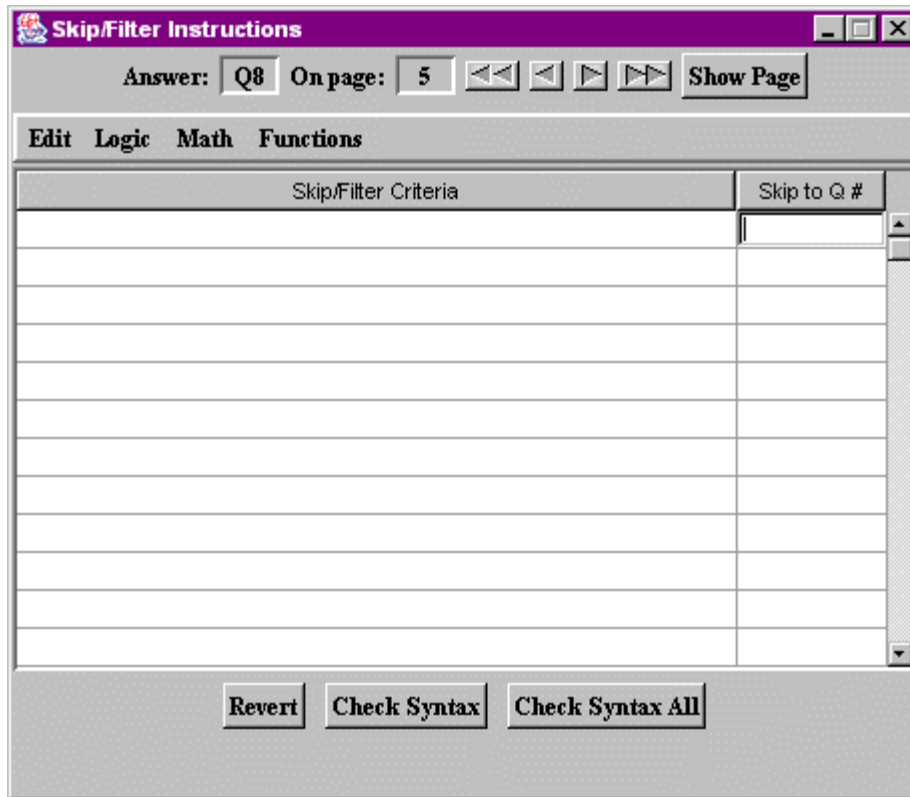 Skip/Filter Instructions
Answer: Q8 On page: 5 Show Page
Edit Logic Math Functions
Skip/Filter Criteria Skip to Q #
Revert Check Syntax Check Syntax All